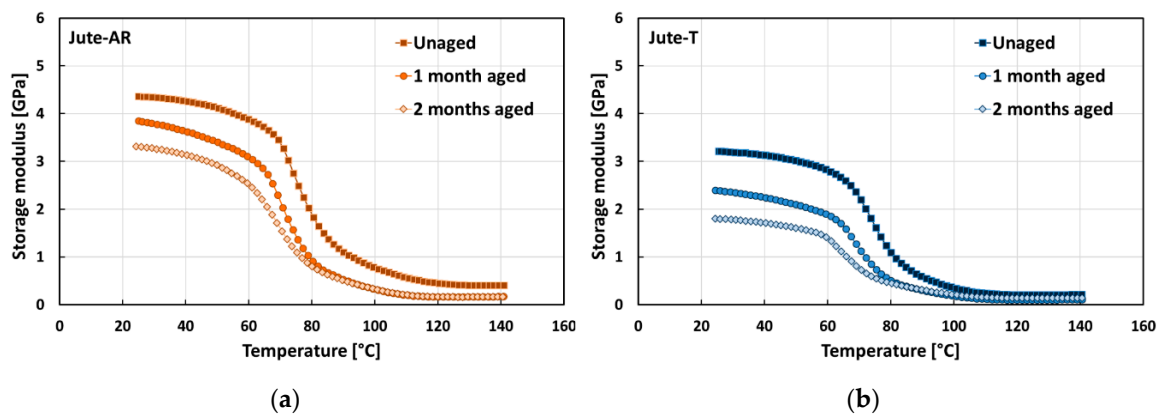 Jute-AR
Unaged
1 month aged
2 months aged
Storage modulus [GPa]
6
5
4
3
2
1
0
0 20 40 60 80 100 120 140 160
Temperature [°C]
(a)
Jute-T
Unaged
1 month aged
2 months aged
Storage modulus [GPa]
6
5
4
3
2
1
0
0 20 40 60 80 100 120 140 160
Temperature [°C]
(b)